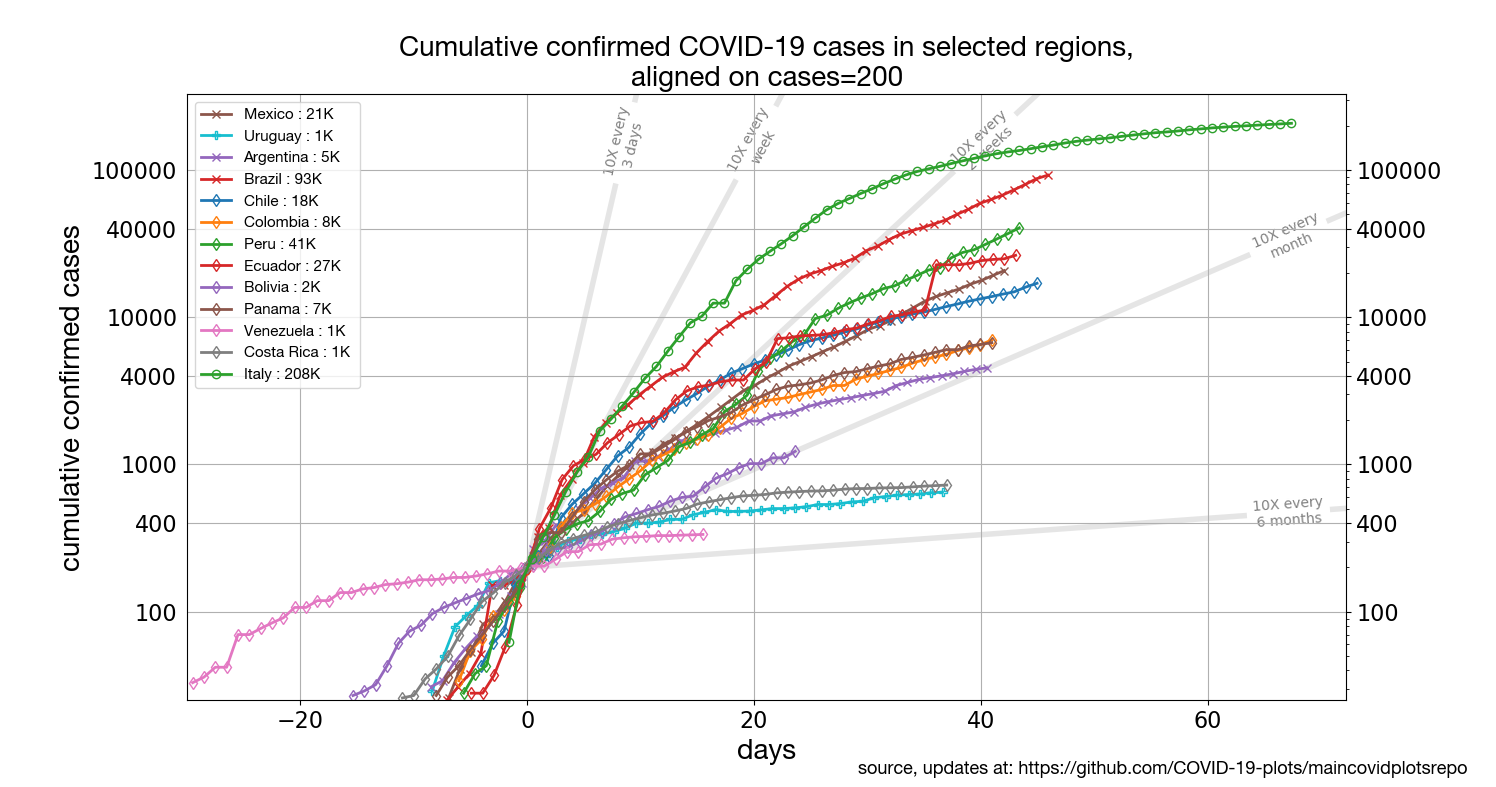 Cumulative confirmed COVID-19 cases in selected regions,
aligned on cases=200
cumulative confirmed cases
100000
40000
10000
4000
1000
400
100
Mexico : 21K
Uruguay : 1K
Argentina : 5K
Brazil : 93K
Chile : 18K
Colombia : 8K
Peru : 41K
Ecuador : 27K
Bolivia : 2K
Panama : 7K
Venezuela : 1K
Costa Rica : 1K
Italy : 208K
10X every
3 days
10X every
week
10X every
weeks
10X every
month
10X every
6 months
100000
40000
10000
4000
1000
400
100
−20
0
20
40
60
days
source, updates at: https://github.com/COVID-19-plots/maincovidplotsrepo